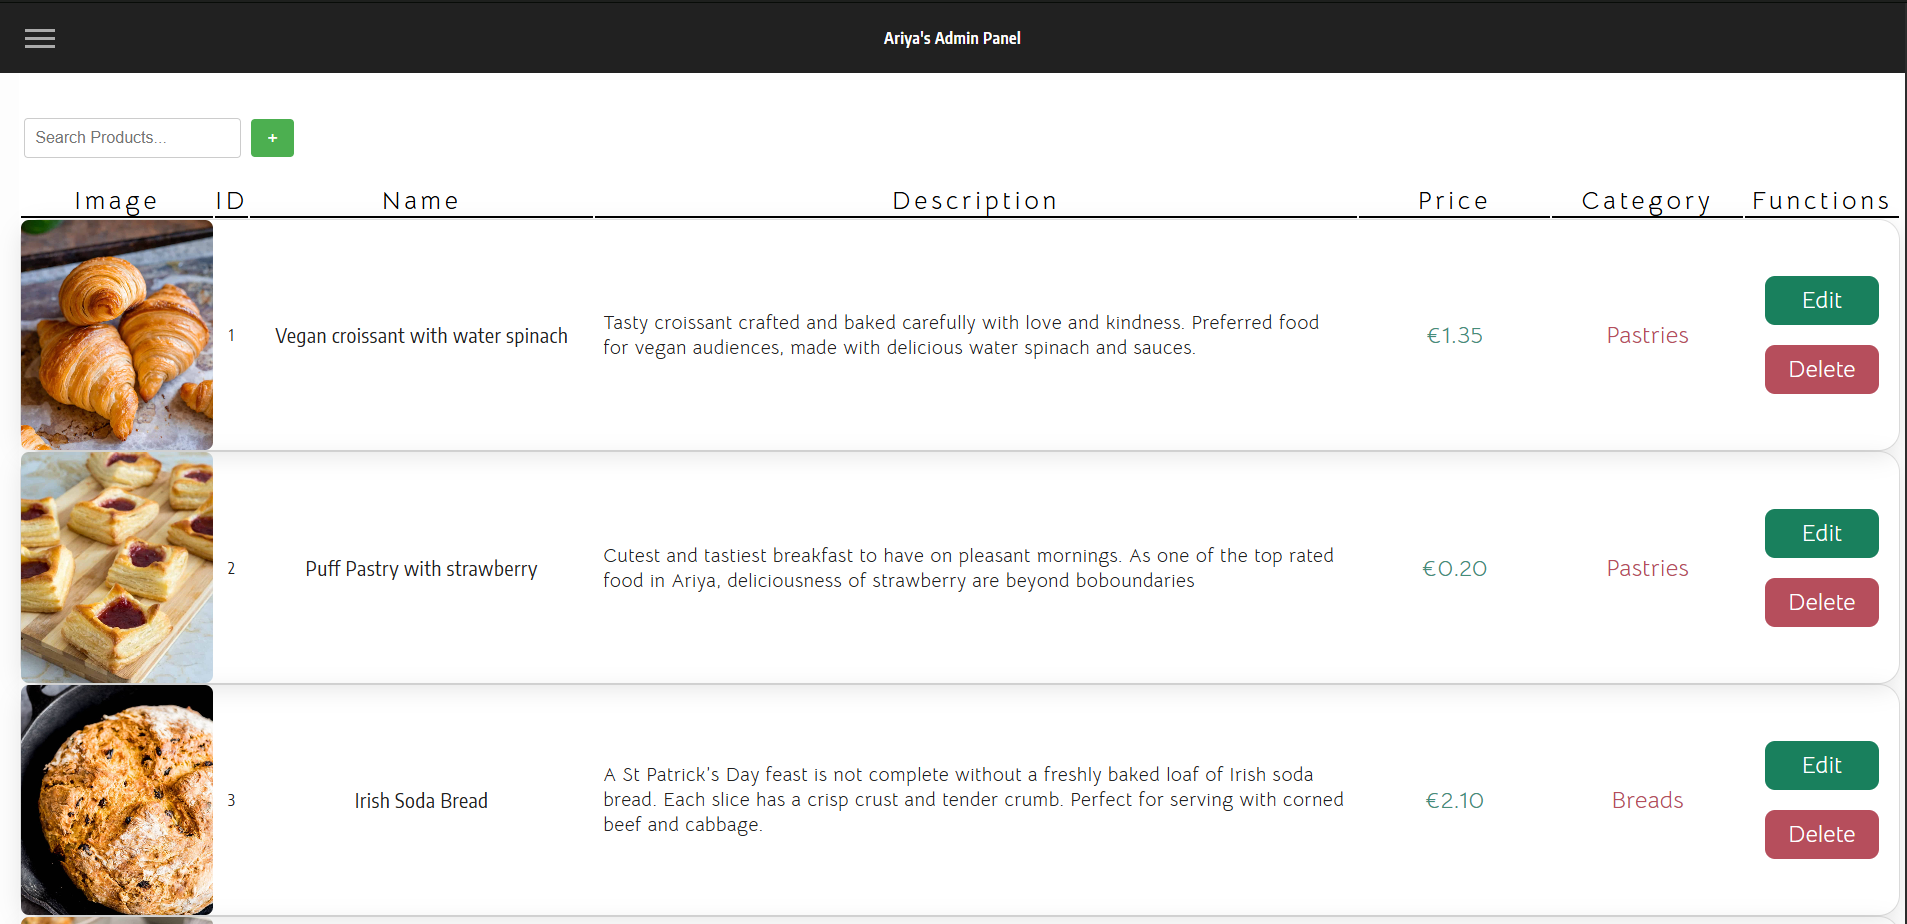 Ariya's Admin Panel
Search Products...
+
Image ID Name Description Price Category Functions
1
Vegan croissant with water spinach
Tasty croissant crafted and baked carefully with love and kindness. Preferred food
for vegan audiences, made with delicious water spinach and sauces.
€1.35
Pastries
Edit
Delete
2
Puff Pastry with strawberry
Cutest and tastiest breakfast to have on pleasant mornings. As one of the top rated
food in Ariya, deliciousness of strawberry are beyond boboundaries
€0.20
Pastries
Edit
Delete
3
Irish Soda Bread
A St Patrick's Day feast is not complete without a freshly baked loaf of Irish soda
bread. Each slice has a crisp crust and tender crumb. Perfect for serving with corned
beef and cabbage.
€2.10
Breads
Edit
Delete